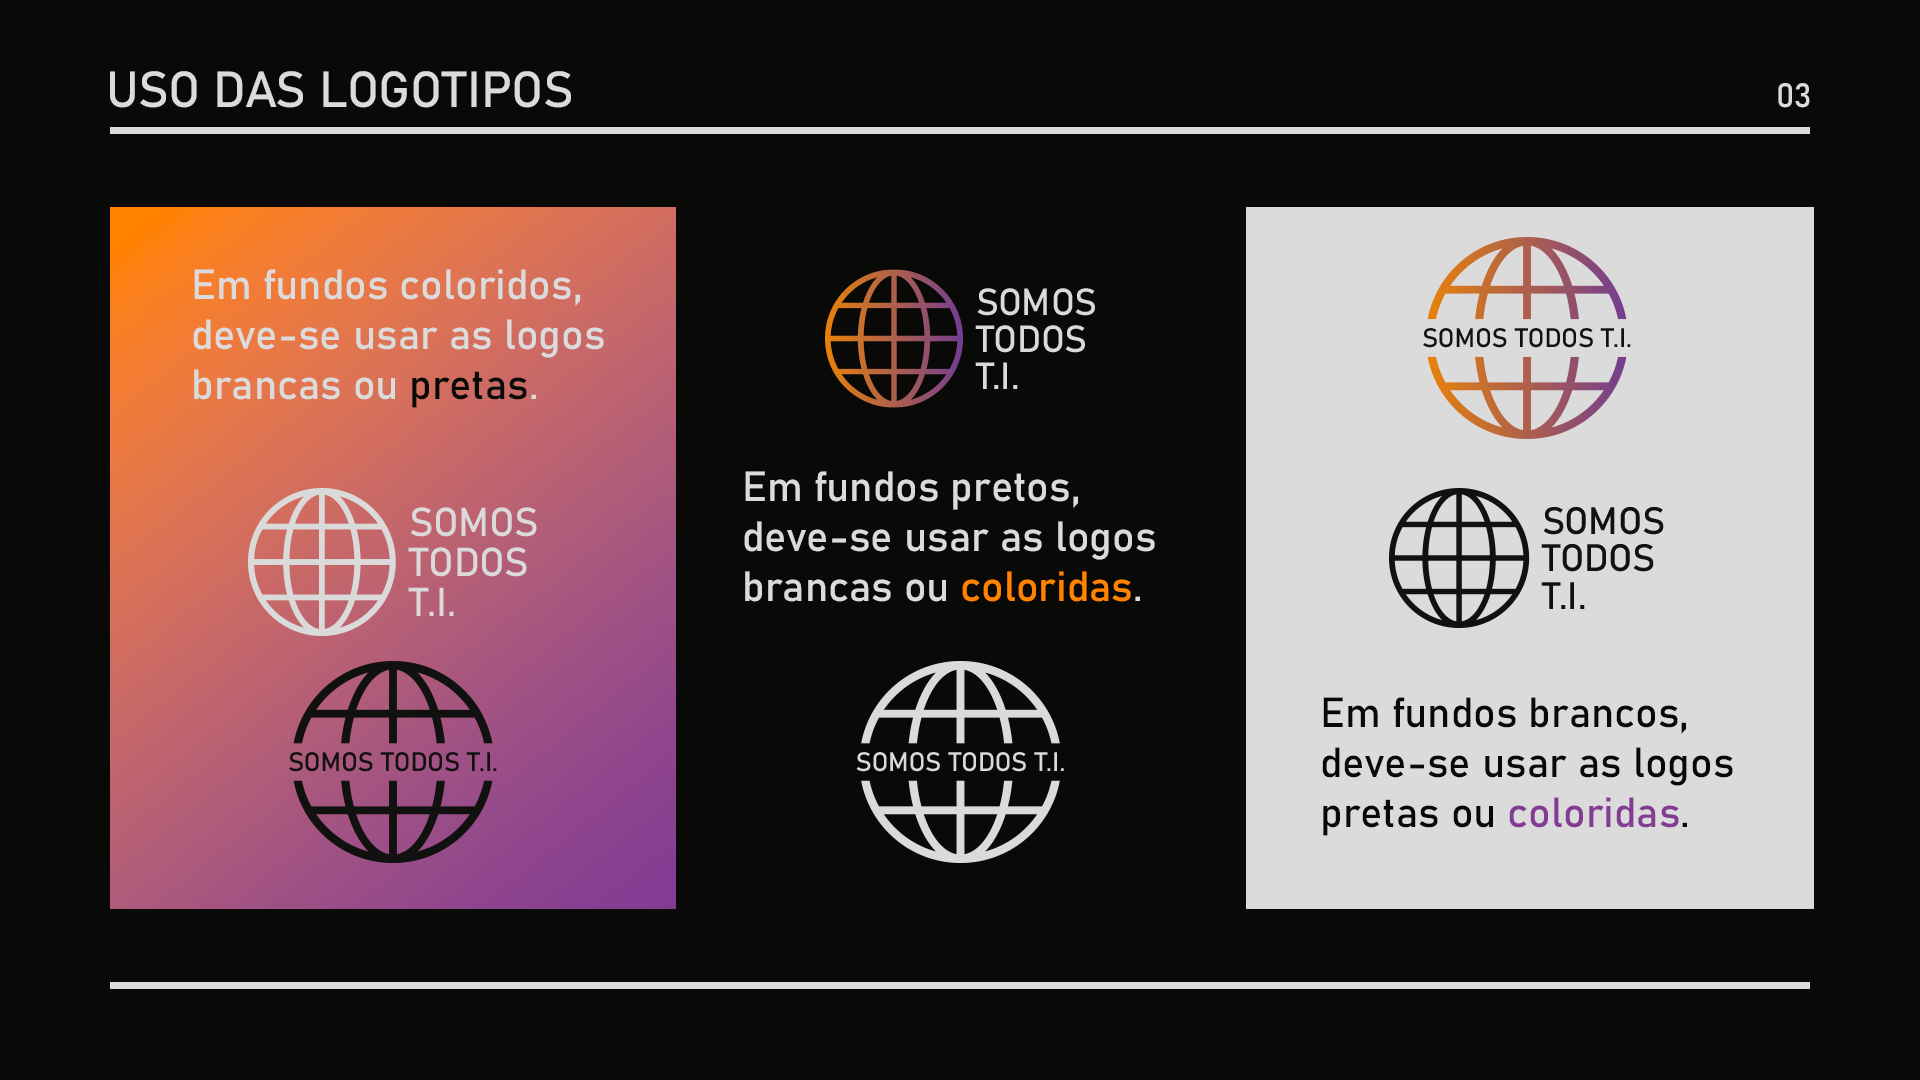 USO DAS LOGOTIPOS
03
Em fundos coloridos,
deve-se usar as logos
brancas ou pretas.
SOMOS
TODOS
T.I.
SOMOS TODOS T.I.
SOMOS
TODOS
T.I.
Em fundos pretos,
deve-se usar as logos
brancas ou coloridas.
SOMOS TODOS T.I.
SOMOS TODOS T.I.
SOMOS
TODOS
T.I.
Em fundos brancos,
deve-se usar as logos
pretas ou coloridas.